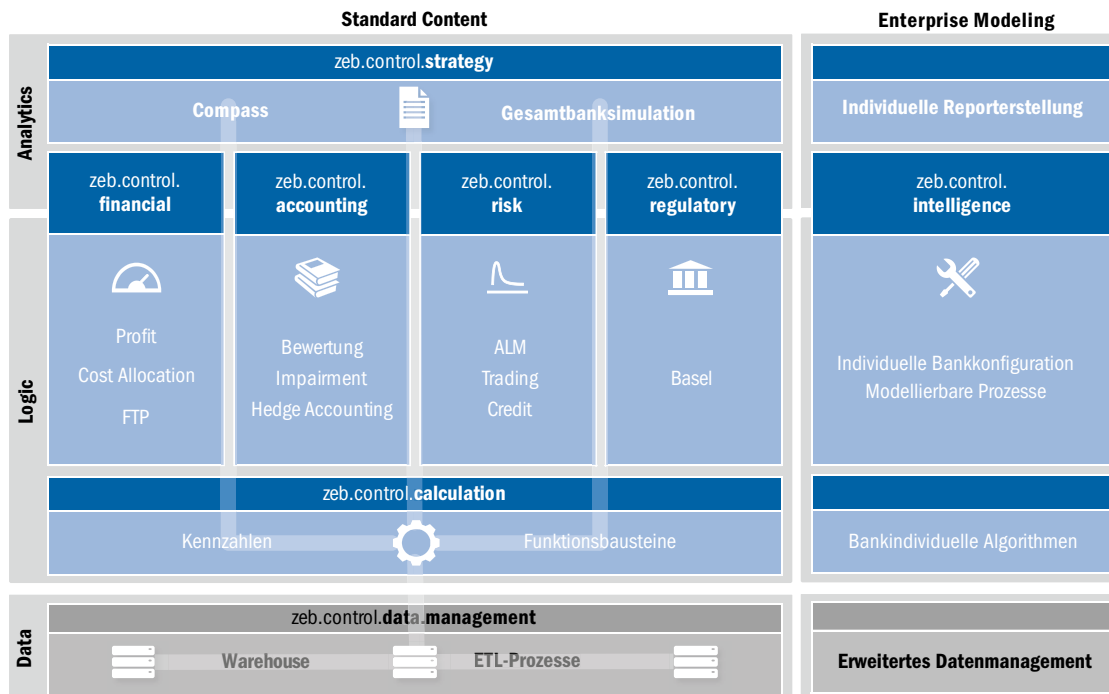 Standard Content
Enterprise Modeling
Analytics
zeb.control.strategy
Compass
Gesamtbanksimulation
Individuelle Reporterstellung
zeb.control.
financial
zeb.control.
accounting
zeb.control.
risk
zeb.control.
regulatory
zeb.control.
intelligence
Logic
Profit
Cost Allocation
FTP
Bewertung
Impairment
Hedge Accounting
ALM
Trading
Credit
Basel
Individuelle Bankkonfiguration
Modellierbare Prozesse
zeb.control.calculation
Kennzahlen
Funktionsbausteine
Bankindividuelle Algorithmen
Data
zeb.control.data.management
Warehouse
ETL-Prozesse
Erweitertes Datenmanagement